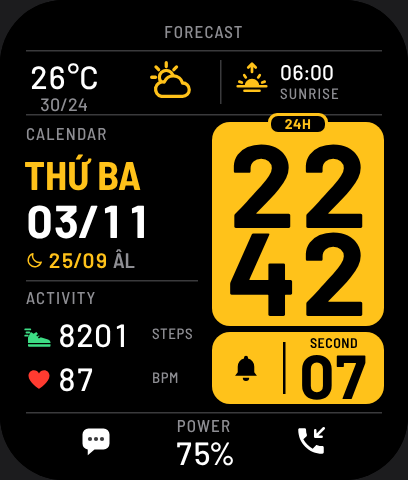 FORECAST
26°C
30/24
06:00
SUNRISE
CALENDAR
THỨ BA
03/11
25/09 ÂL
24H
22
42
ACTIVITY
8201 STEPS
87 BPM
SECOND
07
POWER
75%